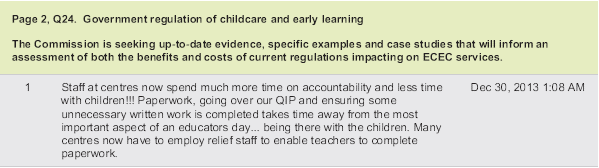 Page 2, Q24.  Government regulation of childcare and early learning
The Commission is seeking up-to-date evidence, specific examples and case studies that will inform an
assessment of both the benefits and costs of current regulations impacting on ECEC services.
1 Staff at centres now spend much more time on accountability and less time Dec 30, 2013 1:08 AM
with children!!! Paperwork, going over our QIP and ensuring some
unnecessary written work is completed takes time away from the most
important aspect of an educators day... being there with the children. Many
centres now have to employ relief staff to enable teachers to complete
paperwork.